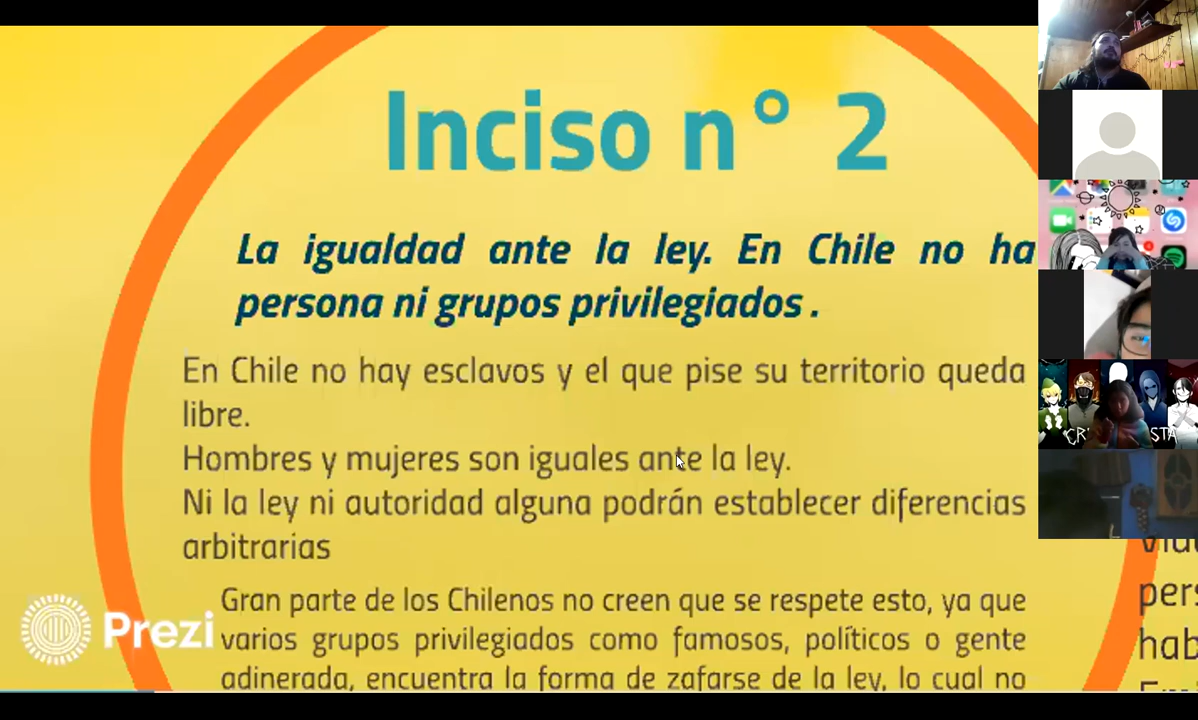 Inciso n° 2
La igualdad ante la ley. En Chile no ha
persona ni grupos privilegiados .
En Chile no hay esclavos y el que pise su territorio queda
libre.
Hombres y mujeres son iguales ante la ley.
Ni la ley ni autoridad alguna podrán establecer diferencias
arbitrarias
Gran parte de los Chilenos no creen que se respete esto, ya que
varios grupos privilegiados como famosos, políticos o gente
adinerada, encuentra la forma de zafarse de la ley, lo cual no
Prezi
pers
hab